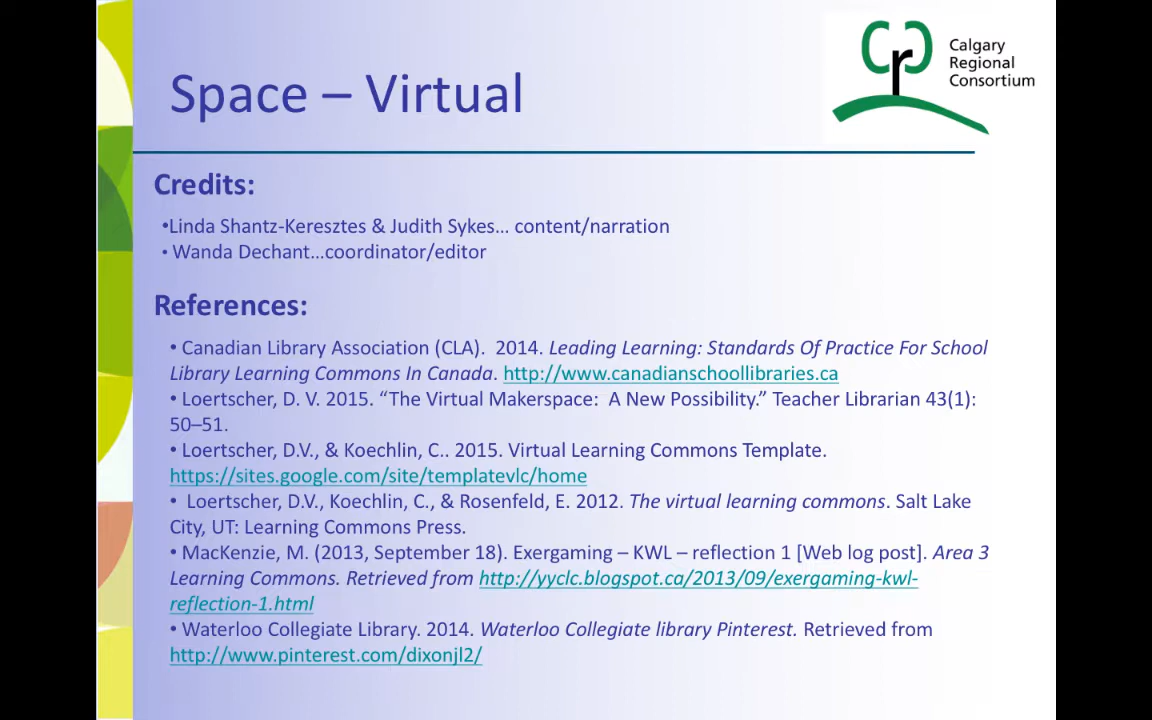 Space – Virtual
Calgary
Regional
Consortium
Credits:
•Linda Shantz-Keresztes & Judith Sykes… content/narration
• Wanda Dechant…coordinator/editor
References:
• Canadian Library Association (CLA).  2014. Leading Learning: Standards Of Practice For School
Library Learning Commons In Canada. http://www.canadianschoollibraries.ca
• Loertscher, D. V. 2015. “The Virtual Makerspace:  A New Possibility.” Teacher Librarian 43(1):
50–51.
• Loertscher, D.V., & Koechlin, C.. 2015. Virtual Learning Commons Template.
https://sites.google.com/site/templatevlc/home
•  Loertscher, D.V., Koechlin, C., & Rosenfeld, E. 2012. The virtual learning commons. Salt Lake
City, UT: Learning Commons Press.
• MacKenzie, M. (2013, September 18). Exergaming – KWL – reflection 1 [Web log post]. Area 3
Learning Commons. Retrieved from http://yyclc.blogspot.ca/2013/09/exergaming-kwl-
reflection-1.html
• Waterloo Collegiate Library. 2014. Waterloo Collegiate library Pinterest. Retrieved from
http://www.pinterest.com/dixonjl2/